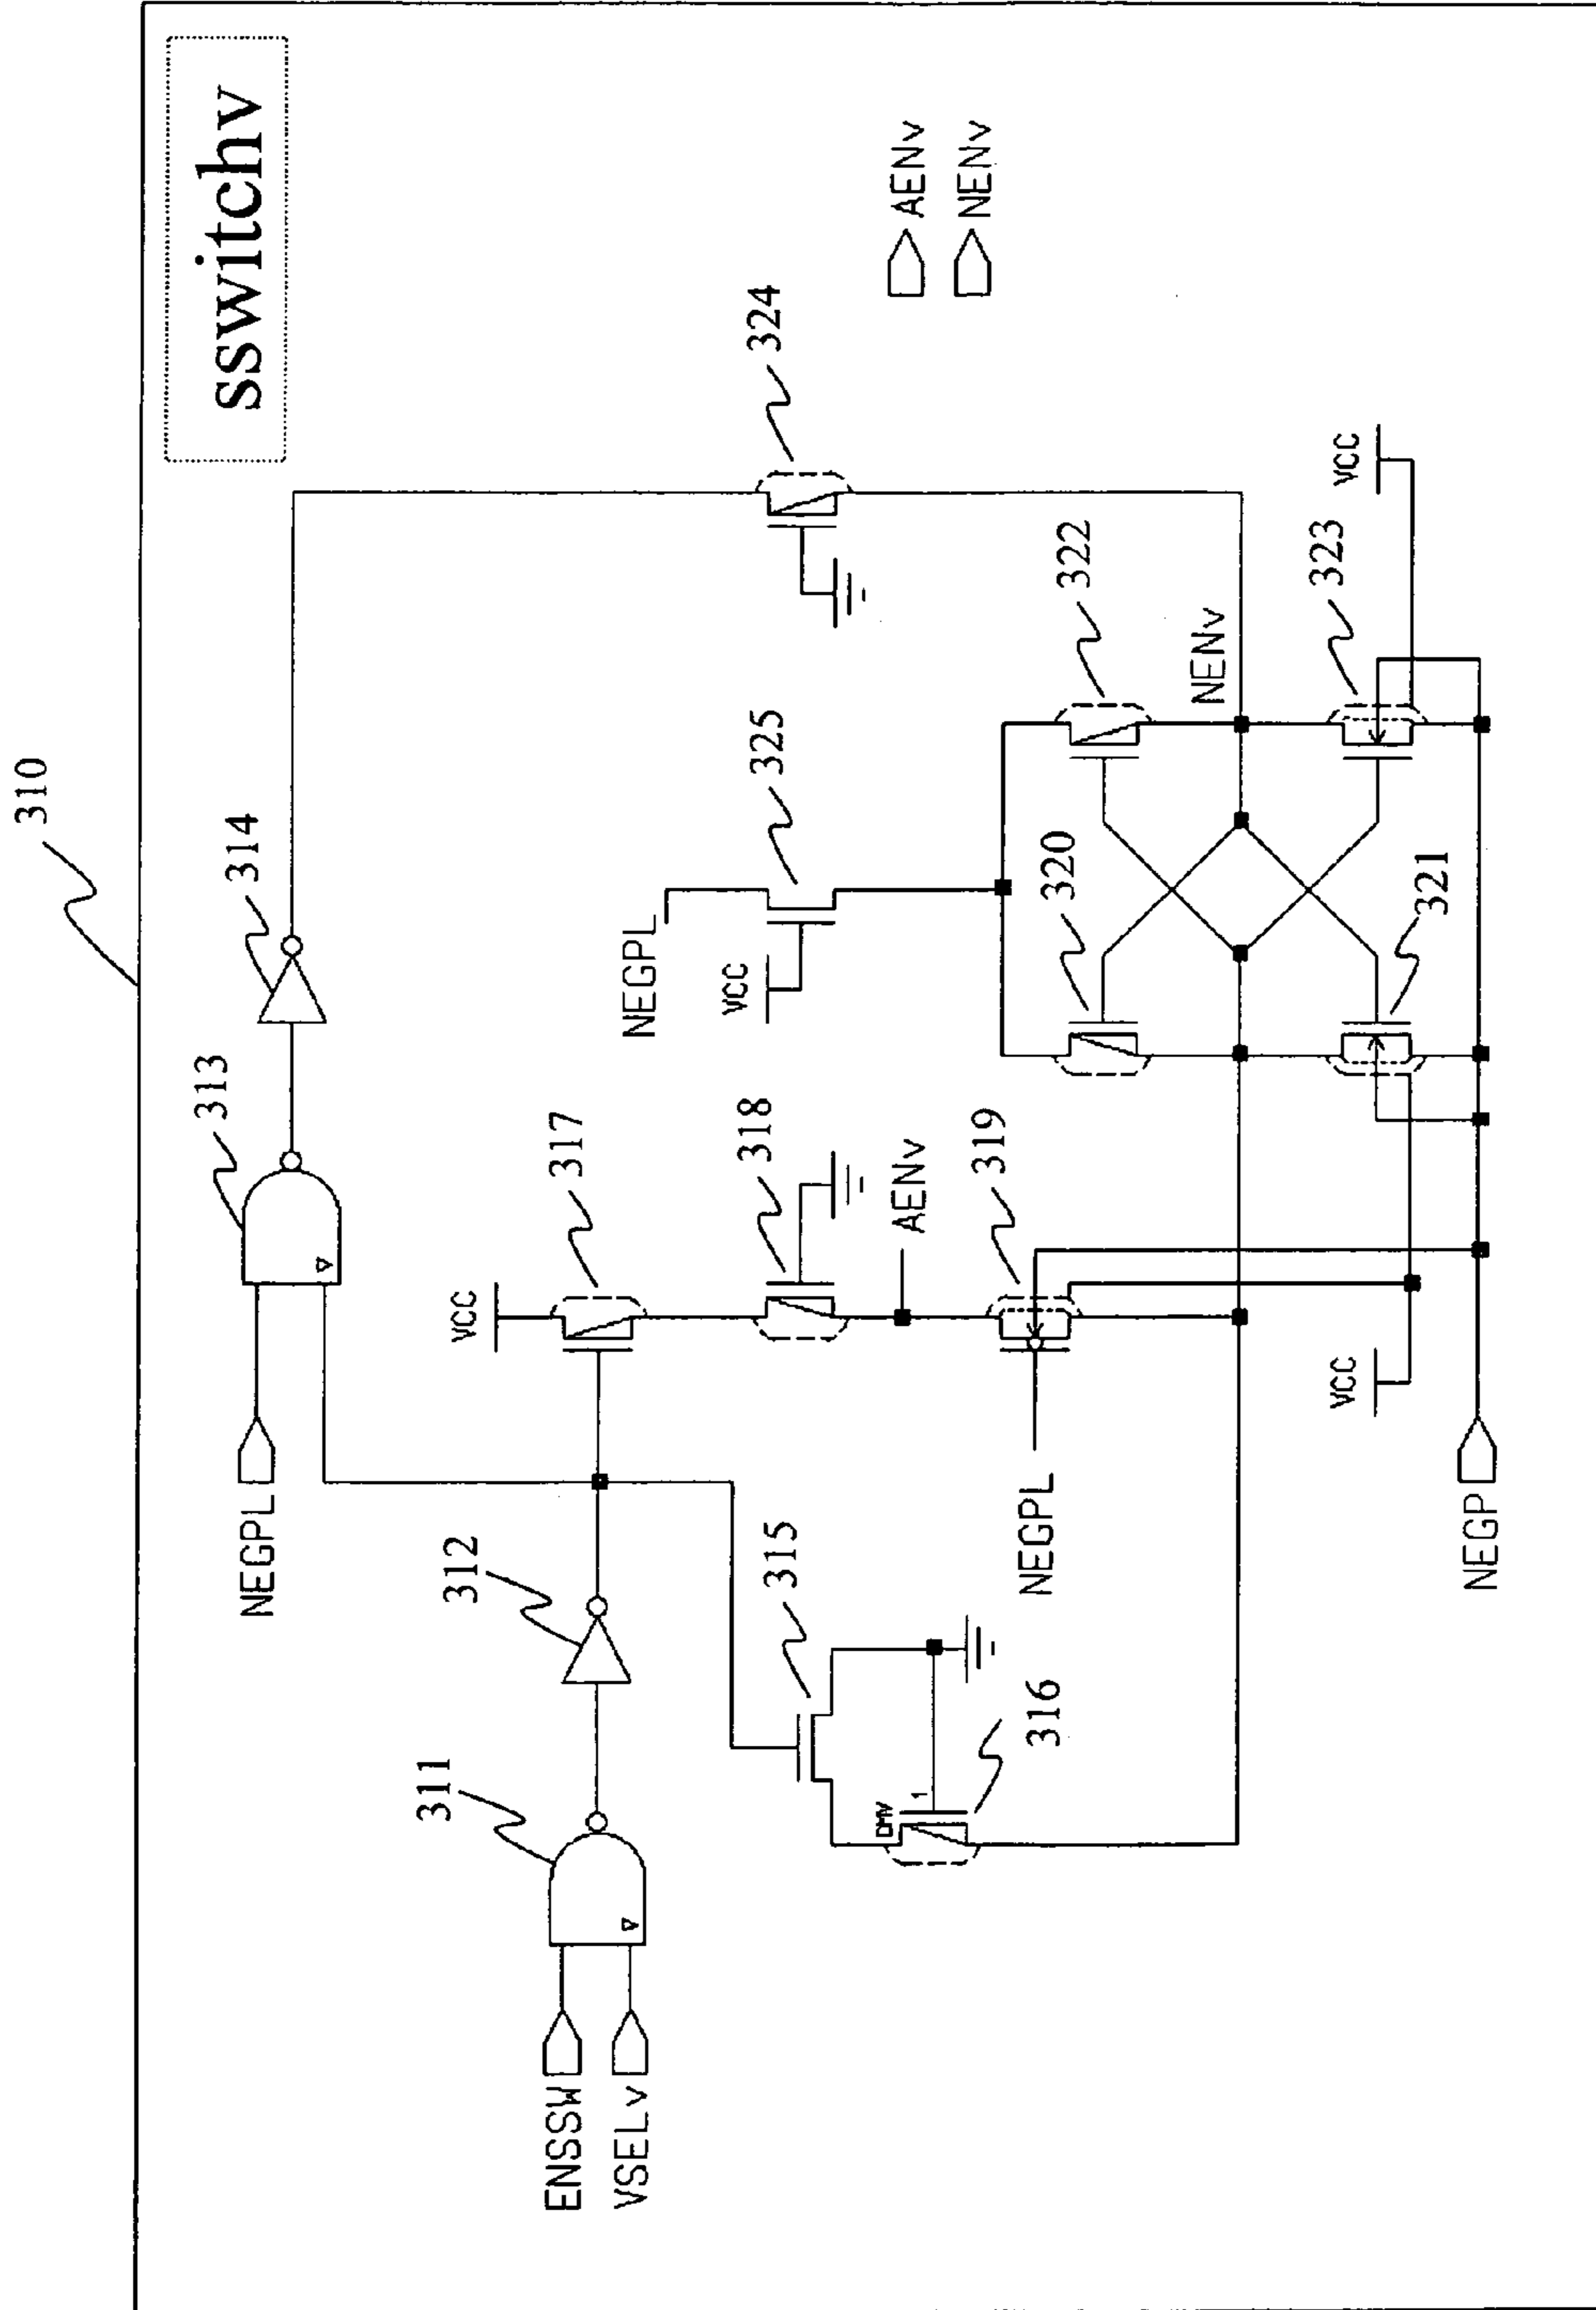 310
sswitchv
314
313
NEGPL
324
325
NEGPL
VCC
317
VCC
318
312
311
ENSSW
VSELv
315
AENv
NENv
322
320
AENv
319
NEGPL
DMV
1
316
NENv
323
321
VCC
VCC
NEGP